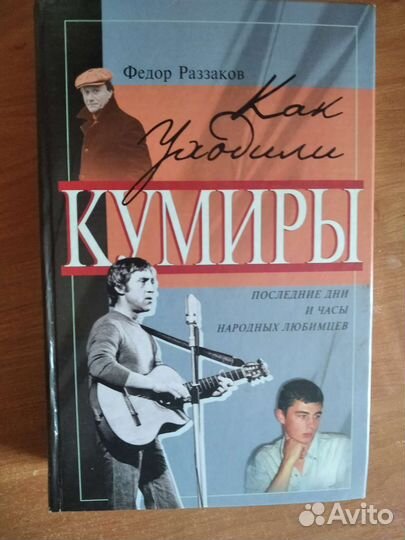 Федор Раззаков
Как
Уходили
КУМИРЫ
ПОСЛЕДНИЕ ДНИ
И ЧАСЫ
НАРОДНЫХ ЛЮБИМЦЕВ
Avito